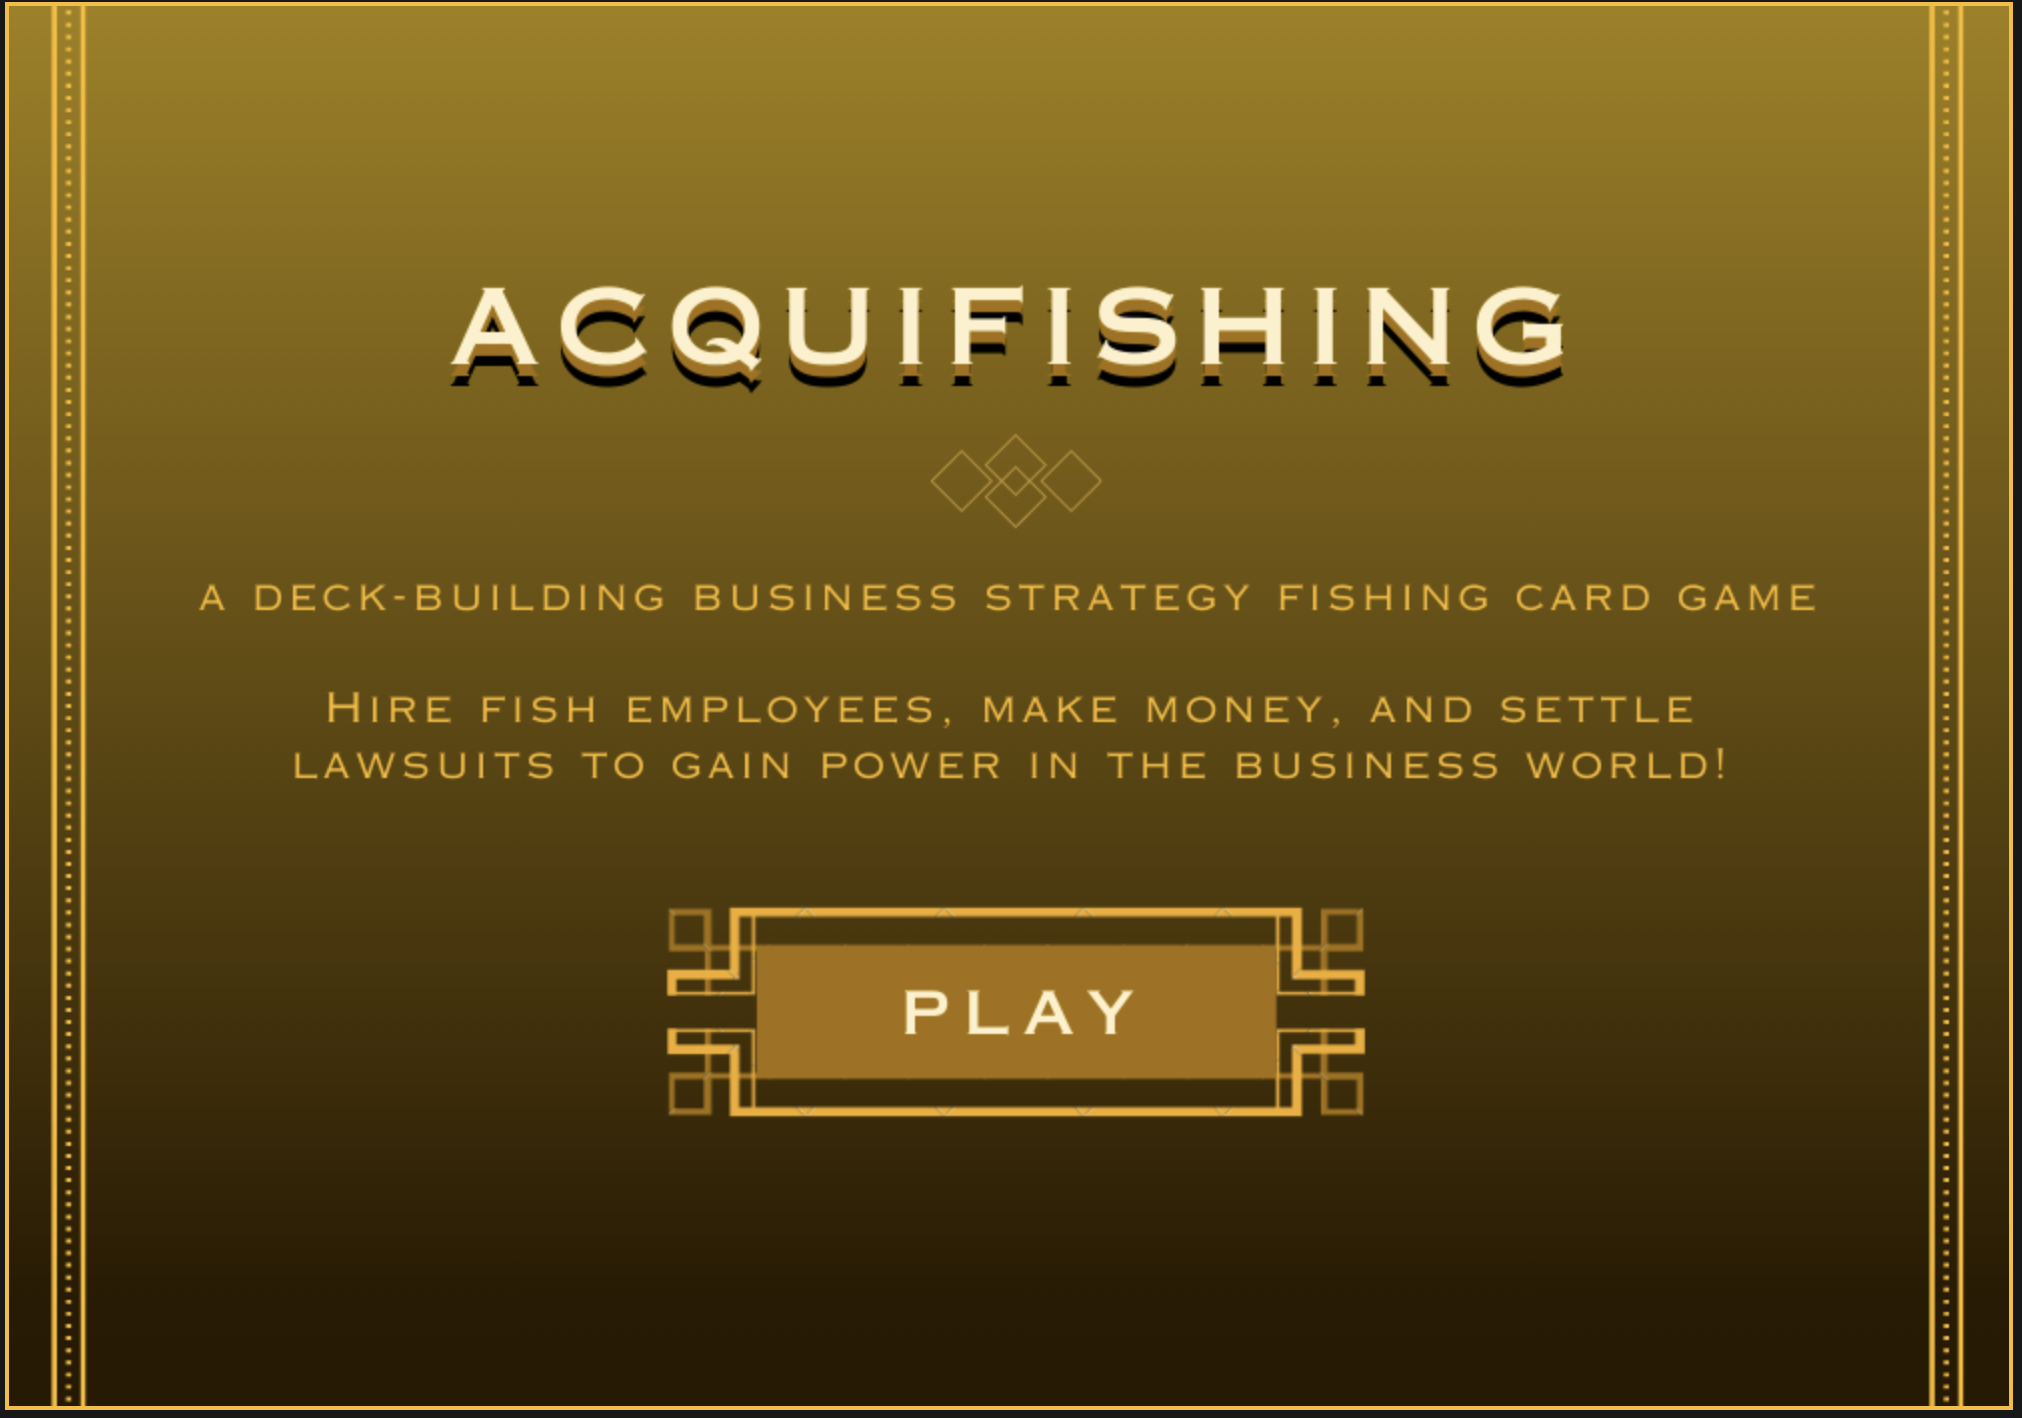 ACQUIFISHING
A DECK-BUILDING BUSINESS STRATEGY FISHING CARD GAME
HIRE FISH EMPLOYEES, MAKE MONEY, AND SETTLE
LAWSUITS TO GAIN POWER IN THE BUSINESS WORLD!
PLAY